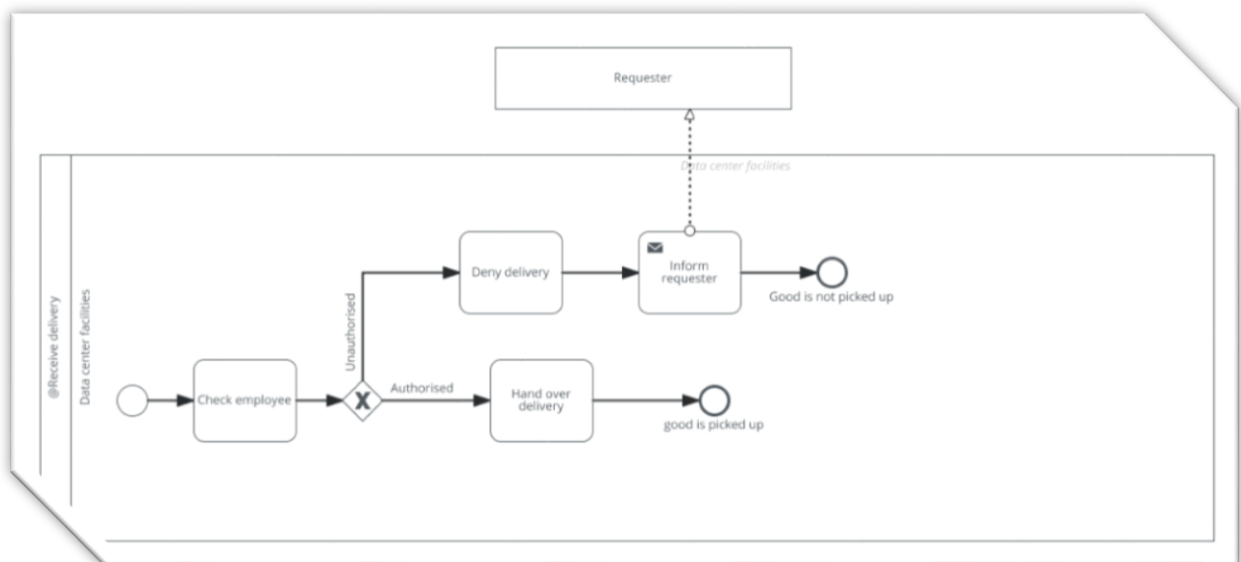 Requester
Data center facilities
@Receive delivery
Data center facilities
Deny delivery
Inform
requester
Good is not picked up
Unauthorised
Check employee
X
Authorised
Hand over
delivery
good is picked up